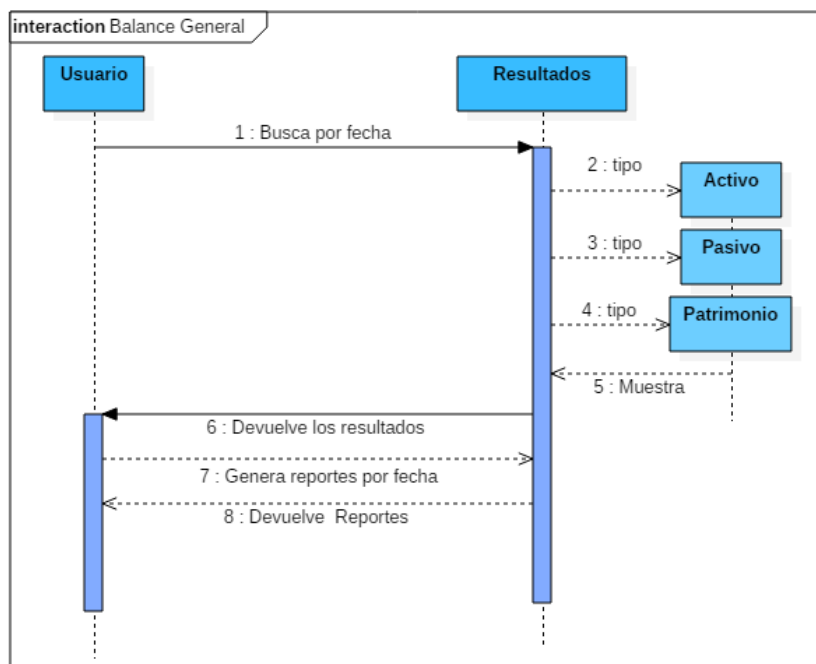 interaction Balance General
Usuario
Resultados
1 : Busca por fecha
2 : tipo
Activo
3 : tipo
Pasivo
4 : tipo
Patrimonio
5 : Muestra
6 : Devuelve los resultados
7 : Genera reportes por fecha
8 : Devuelve  Reportes